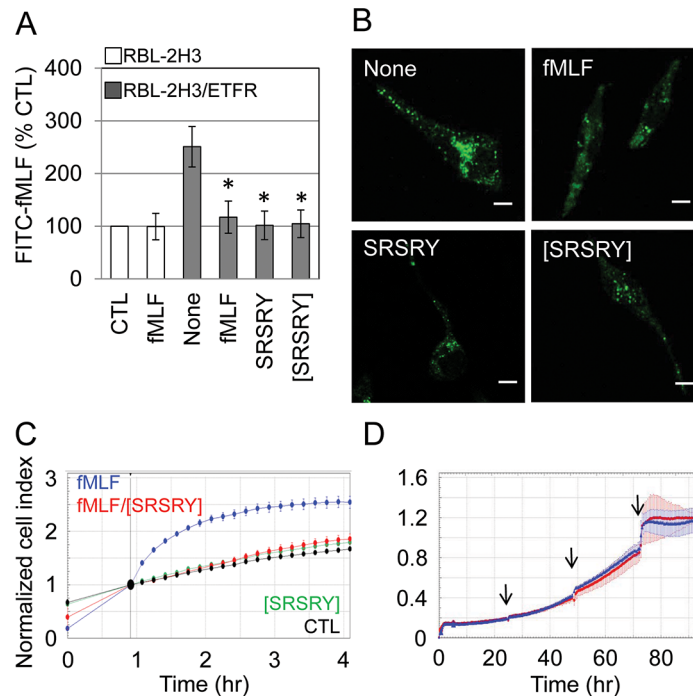 A
RBL-2H3
RBL-2H3/ETFR
FITC-fMLF (% CTL)
400
300
200
100
0
*
*
*
CTL
fMLF
None
fMLF
SRSRY
[SRSRY]
B
None
fMLF
SRSRY
[SRSRY]
C
Normalized cell index
3
2
1
0
fMLF
fMLF/[SRSRY]
[SRSRY]
CTL
0
1
2
3
4
Time (hr)
D
1.6
1.2
0.8
0.4
0
0
20
40
60
80
Time (hr)